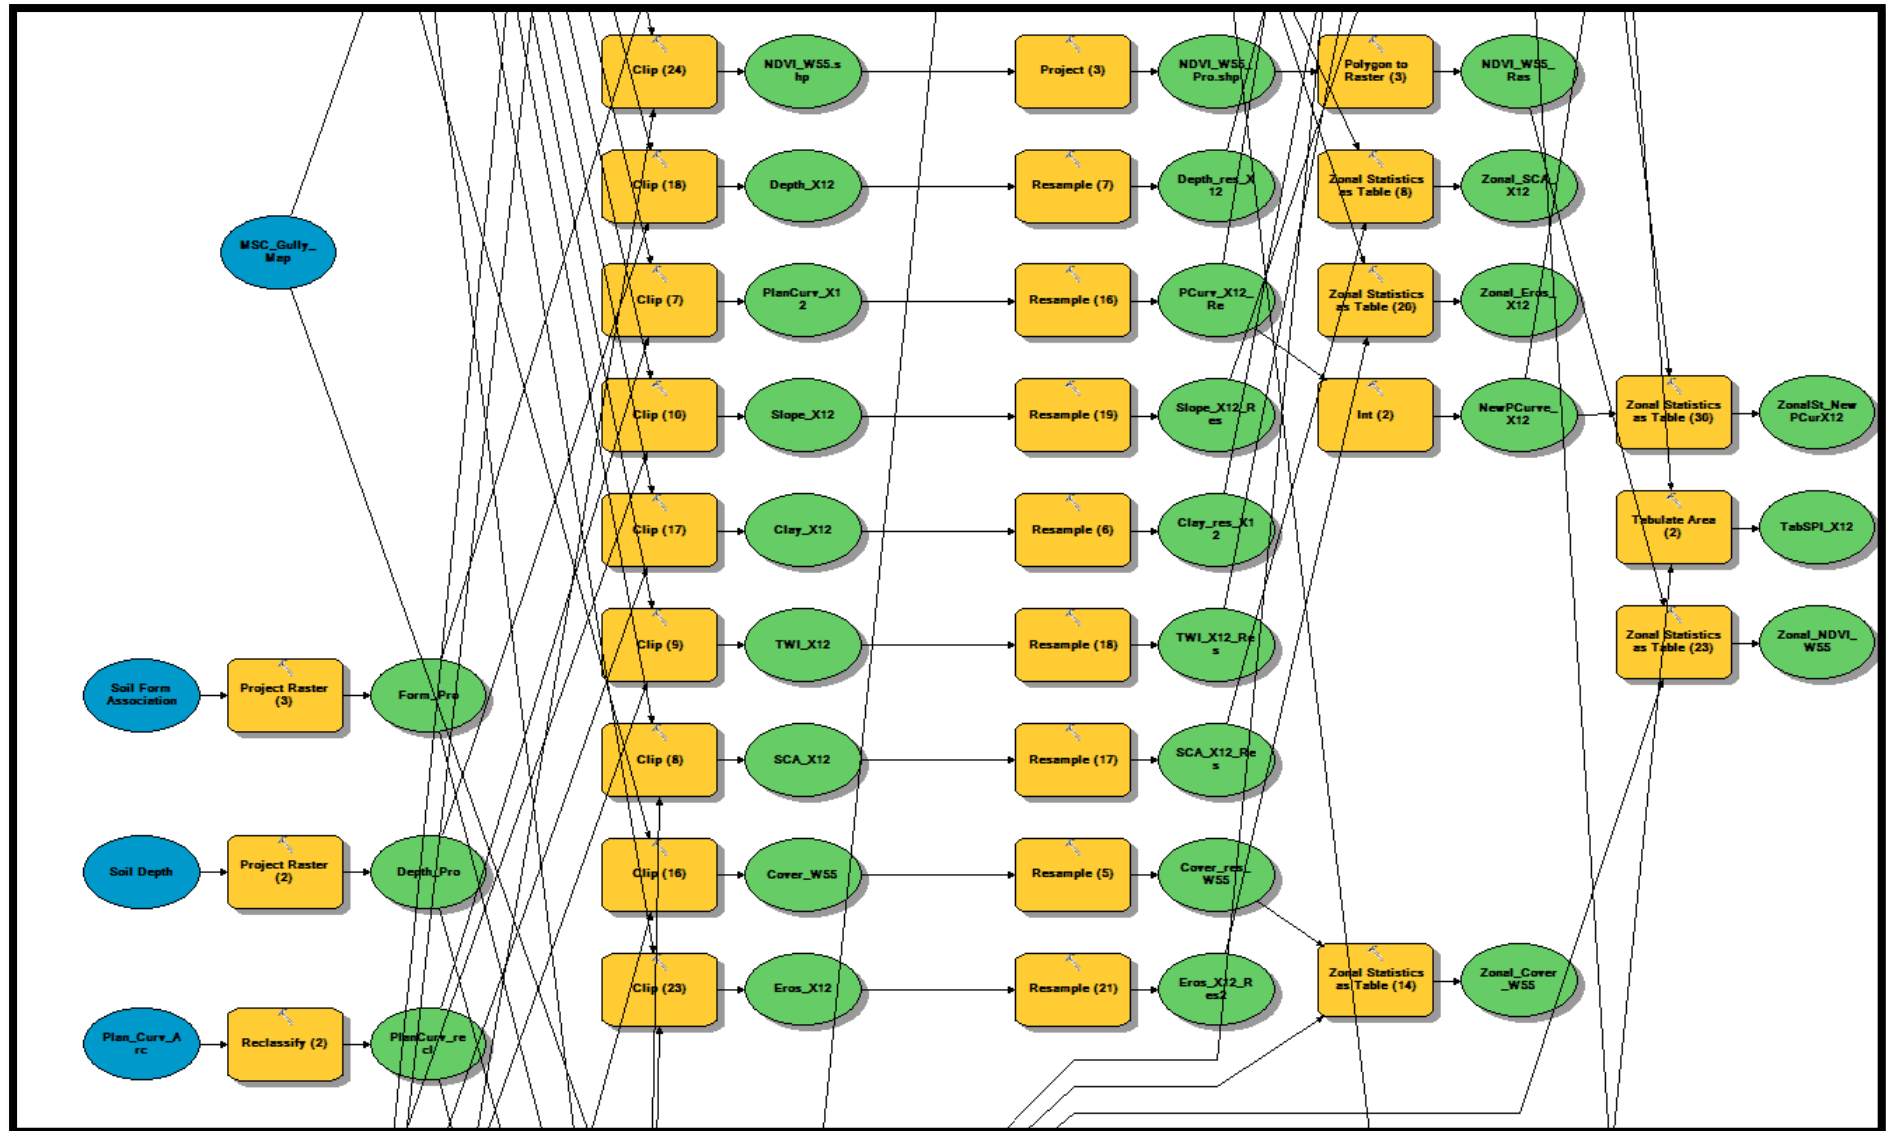 Clip (24)
NDVI_W55.s
hp
Project (3)
NDVI_W55_
Pro.shp
Polygon to
Raster (3)
NDVI_W55_
Ras
Clip (18)
Depth_X12
Resample (7)
Depth_res_X
12
Zonal Statistics
as Table (8)
Zonal_SCA_
X12
MSC_Gully_
Map
Clip (7)
PlanCurv_X1
2
Resample (16)
PCurv_X12_
Re
Zonal Statistics
as Table (20)
Zonal_Eros_
X12
Clip (10)
Slope_X12
Resample (19)
Slope_X12_R
es
Int (2)
NewPCurve_
X12
Zonal Statistics
as Table (30)
ZonalSt_New
PCurX12
Clip (17)
Clay_X12
Resample (6)
Clay_res_X1
2
Tabulate Area
(2)
TabSPI_X12
Clip (9)
TWI_X12
Resample (18)
TWI_X12_Re
s
Zonal Statistics
as Table (23)
Zonal_NDVI_
W55
Soil Form
Association
Project Raster
(3)
Form_Pro
Clip (8)
SCA_X12
Resample (17)
SCA_X12_Re
s
Soil Depth
Project Raster
(2)
Depth_Pro
Clip (16)
Cover_W55
Resample (5)
Cover_res_
W55
Clip (23)
Eros_X12
Resample (21)
Eros_X12_R
es2
Zonal Statistics
as Table (14)
Zonal_Cover
_W55
Plan_Curv_A
rc
Reclassify (2)
PlanCurv_re
cl